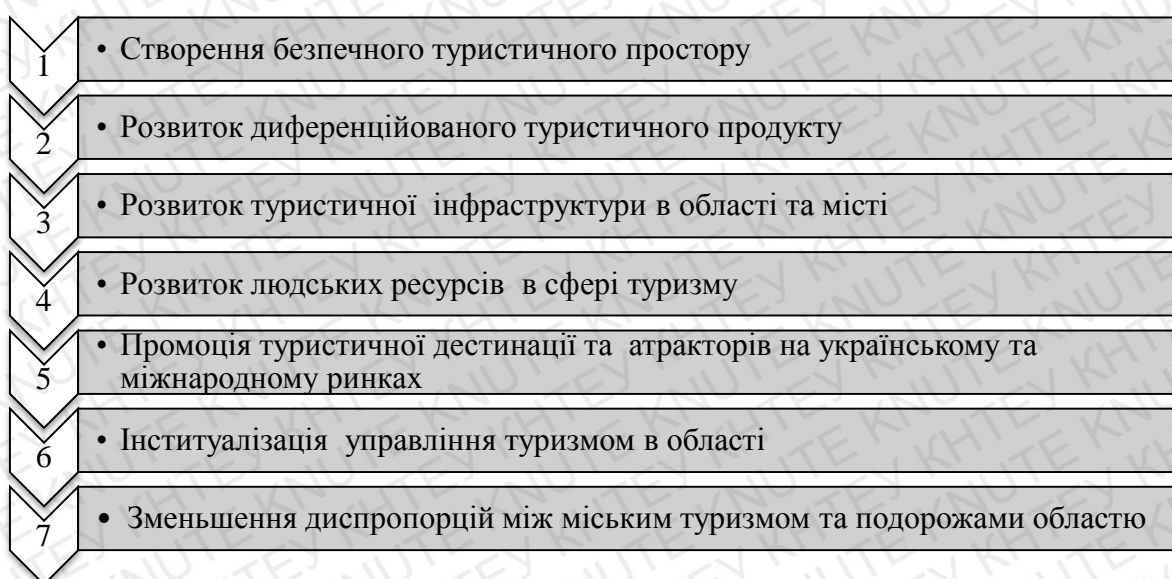 1
• Створення безпечного туристичного простору
2
• Розвиток диференційованого туристичного продукту
3
• Розвиток туристичної інфраструктури в області та місті
4
• Розвиток людських ресурсів в сфері туризму
5
• Промоція туристичної дестинації та атракторів на українському та
міжнародному ринках
6
• Інституалізація управління туризмом в області
7
• Зменьшення диспропорцій між міським туризмом та подорожами областю